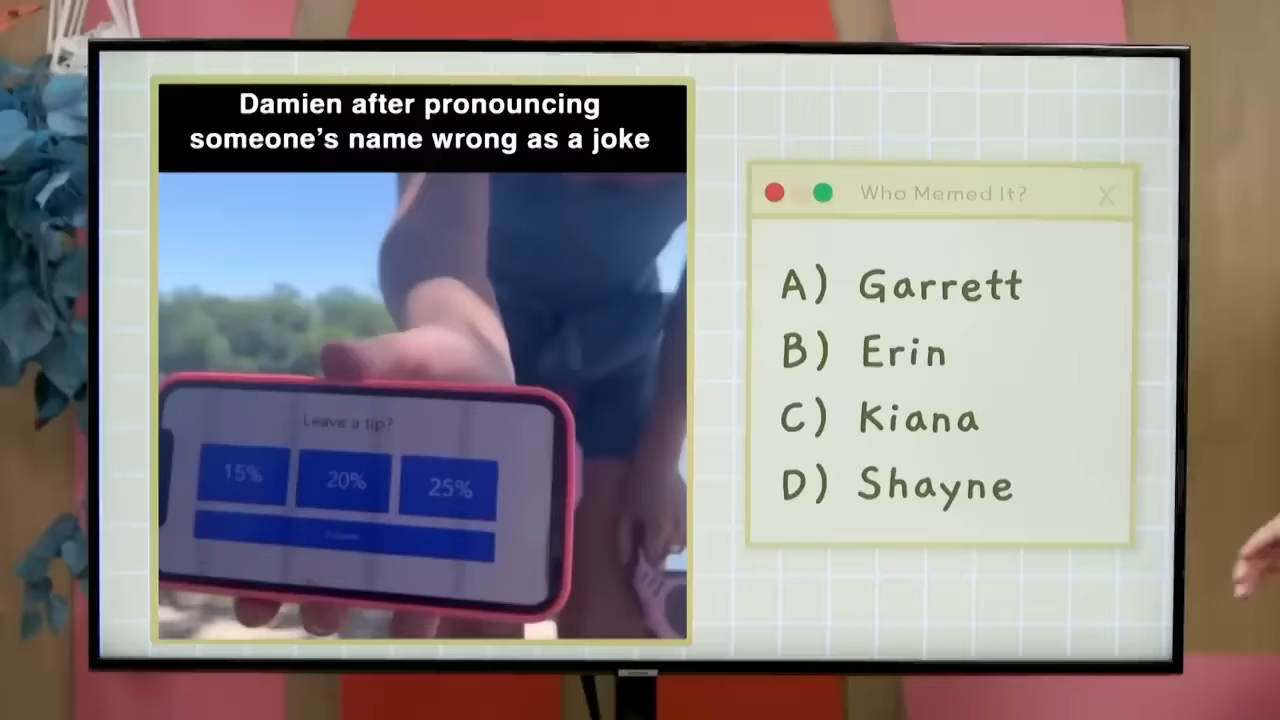 Damien after pronouncing
someone's name wrong as a joke
Leave a tip?
15% 20% 25%
Who Memed It? X
A) Garrett
B) Erin
C) Kiana
D) Shayne